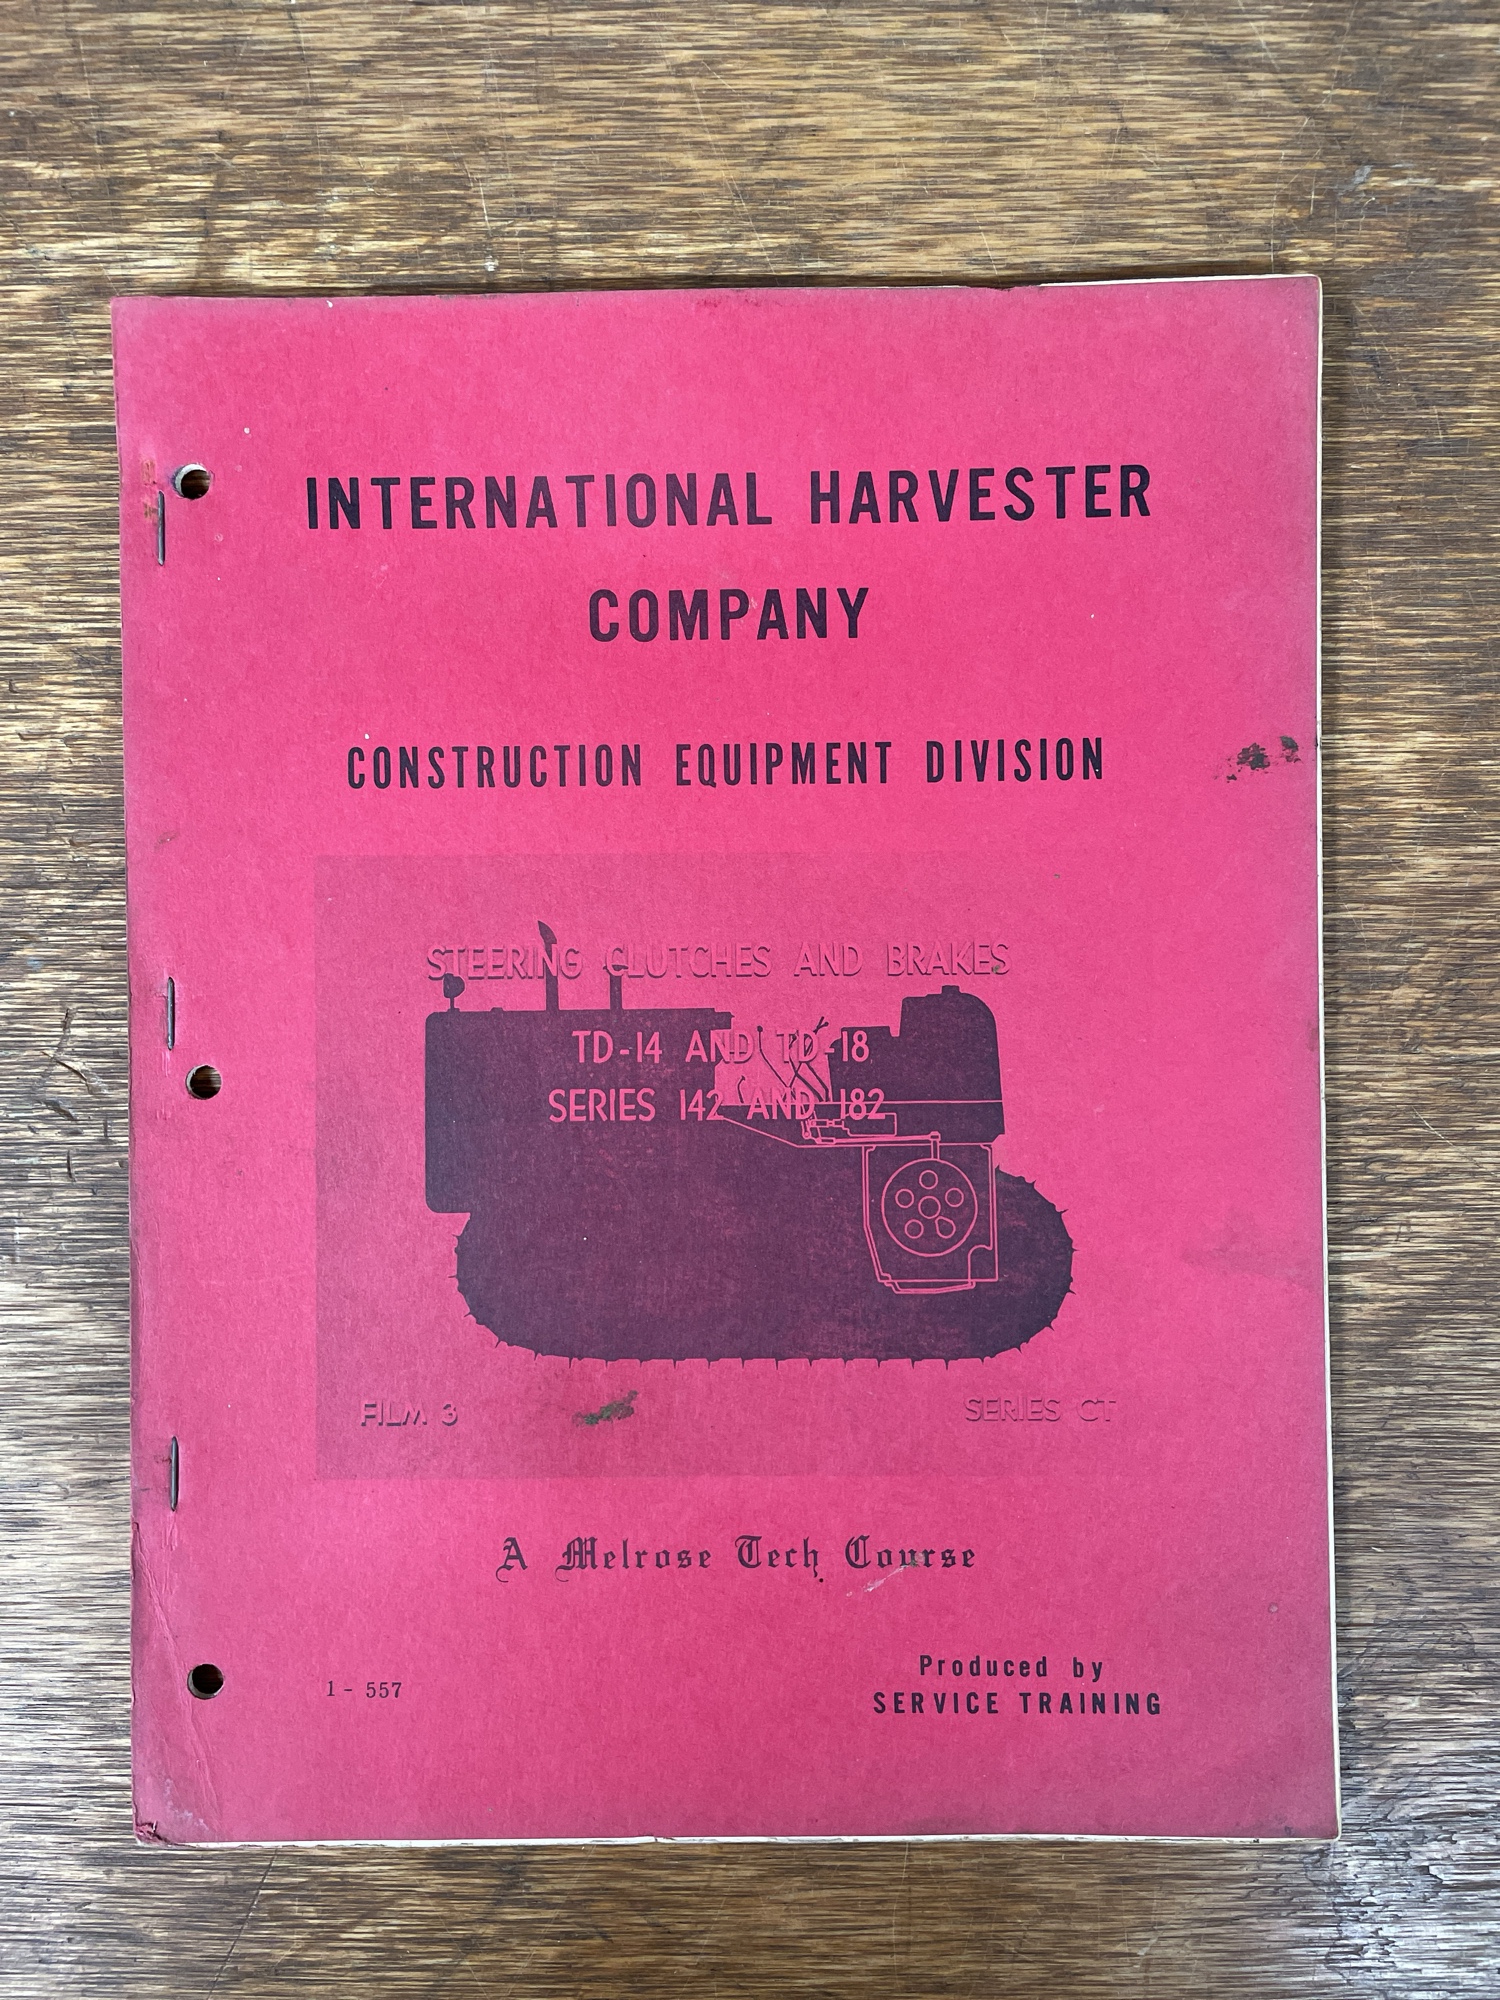 INTERNATIONAL HARVESTER
COMPANY
CONSTRUCTION EQUIPMENT DIVISION
STEERING CLUTCHES AND BRAKES
TD-14 AND TD-18
SERIES 142 AND 182
FILM 3
SERIES CT
A Melrose Tech Course
Produced by
1 - 557
SERVICE TRAINING